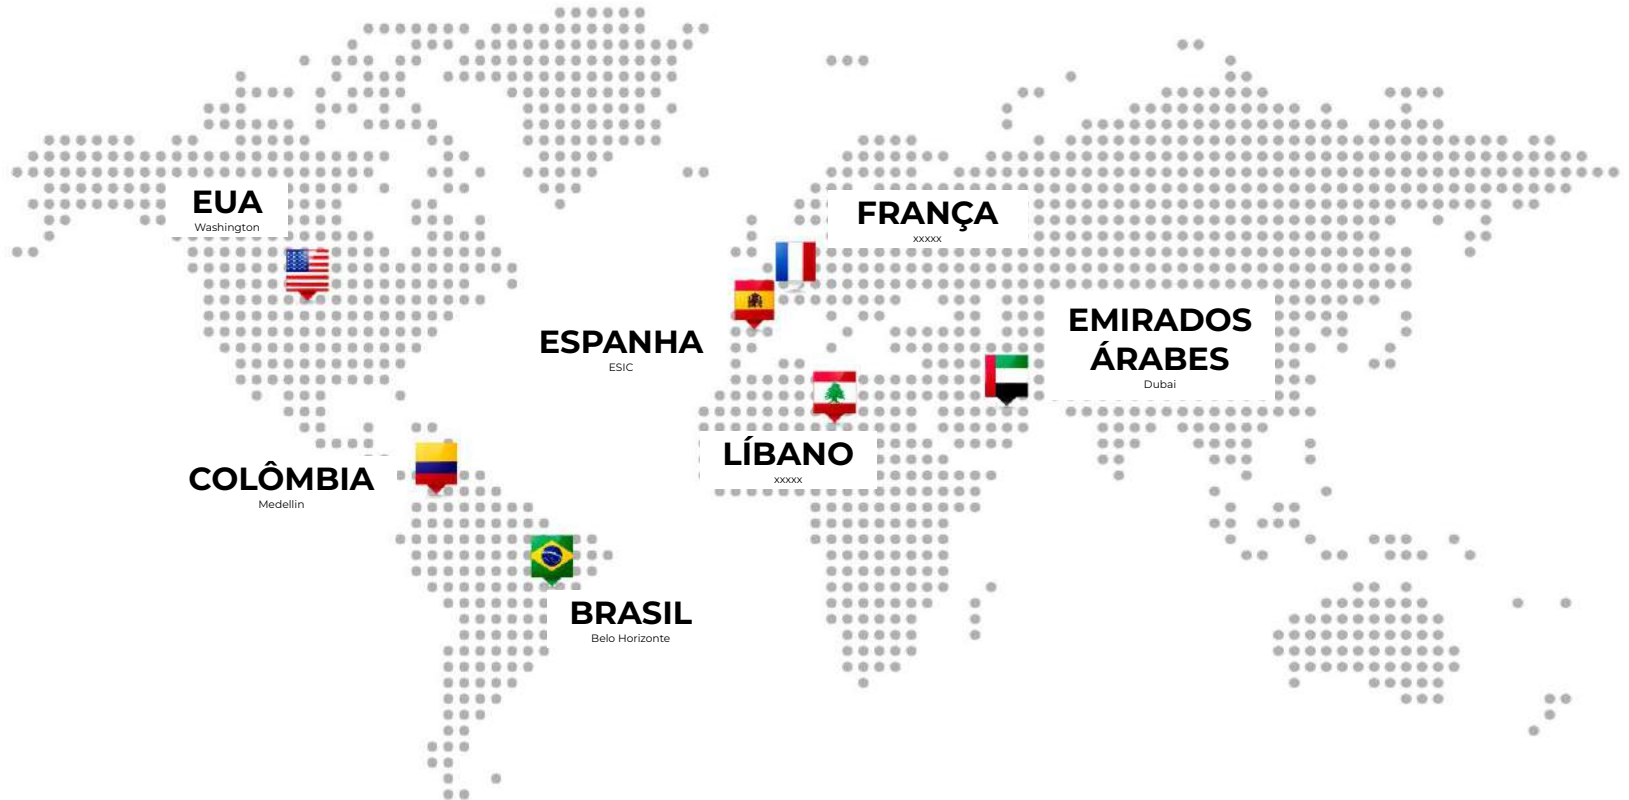 EUA
Washington
FRANÇA
xxxxx
ESPANHA
ESIC
EMIRADOS
ÁRABES
Dubai
LÍBANO
xxxxx
COLÔMBIA
Medellin
BRASIL
Belo Horizonte